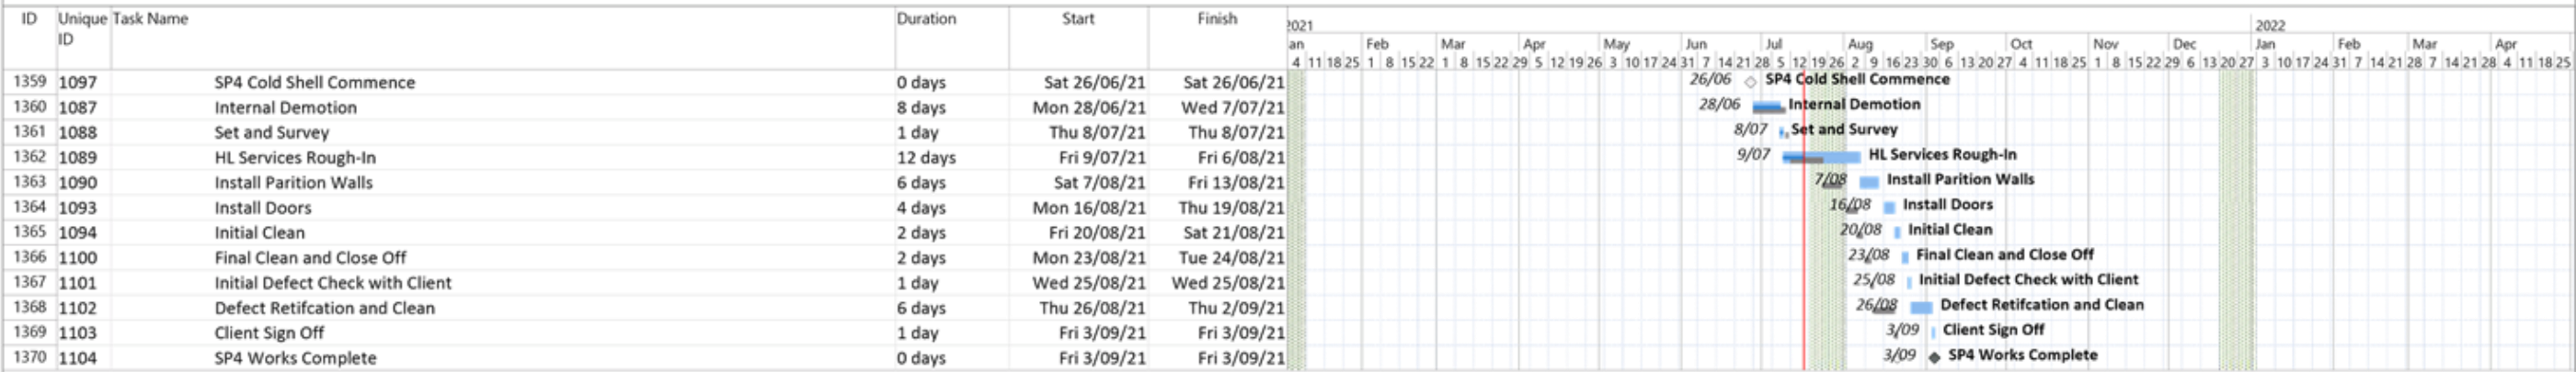 ID Unique ID Task Name Duration Start Finish
2021 2022
an Feb Mar Apr May Jun Jul Aug Sep Oct Nov Dec Jan Feb Mar Apr
4 11 18 25 1 8 15 22 1 8 15 22 29 5 12 19 26 3 10 17 24 31 7 14 21 28 5 12 19 26 2 9 16 23 30 6 13 20 27 4 11 18 25 1 8 15 22 29 6 13 20 27 3 10 17 24 31 7 14 21 28 7 14 21 28 4 11 18 25
1359 1097 SP4 Cold Shell Commence 0 days Sat 26/06/21 Sat 26/06/21 26/06 SP4 Cold Shell Commence
1360 1087 Internal Demotion 8 days Mon 28/06/21 Wed 7/07/21 28/06 Internal Demotion
1361 1088 Set and Survey 1 day Thu 8/07/21 Thu 8/07/21 8/07 Set and Survey
1362 1089 HL Services Rough-In 12 days Fri 9/07/21 Fri 6/08/21 9/07 HL Services Rough-In
1363 1090 Install Parition Walls 6 days Sat 7/08/21 Fri 13/08/21 7/08 Install Parition Walls
1364 1093 Install Doors 4 days Mon 16/08/21 Thu 19/08/21 16/08 Install Doors
1365 1094 Initial Clean 2 days Fri 20/08/21 Sat 21/08/21 20/08 Initial Clean
1366 1100 Final Clean and Close Off 2 days Mon 23/08/21 Tue 24/08/21 23/08 Final Clean and Close Off
1367 1101 Initial Defect Check with Client 1 day Wed 25/08/21 Wed 25/08/21 25/08 Initial Defect Check with Client
1368 1102 Defect Retifcation and Clean 6 days Thu 26/08/21 Thu 2/09/21 26/08 Defect Retifcation and Clean
1369 1103 Client Sign Off 1 day Fri 3/09/21 Fri 3/09/21 3/09 Client Sign Off
1370 1104 SP4 Works Complete 0 days Fri 3/09/21 Fri 3/09/21 3/09 SP4 Works Complete